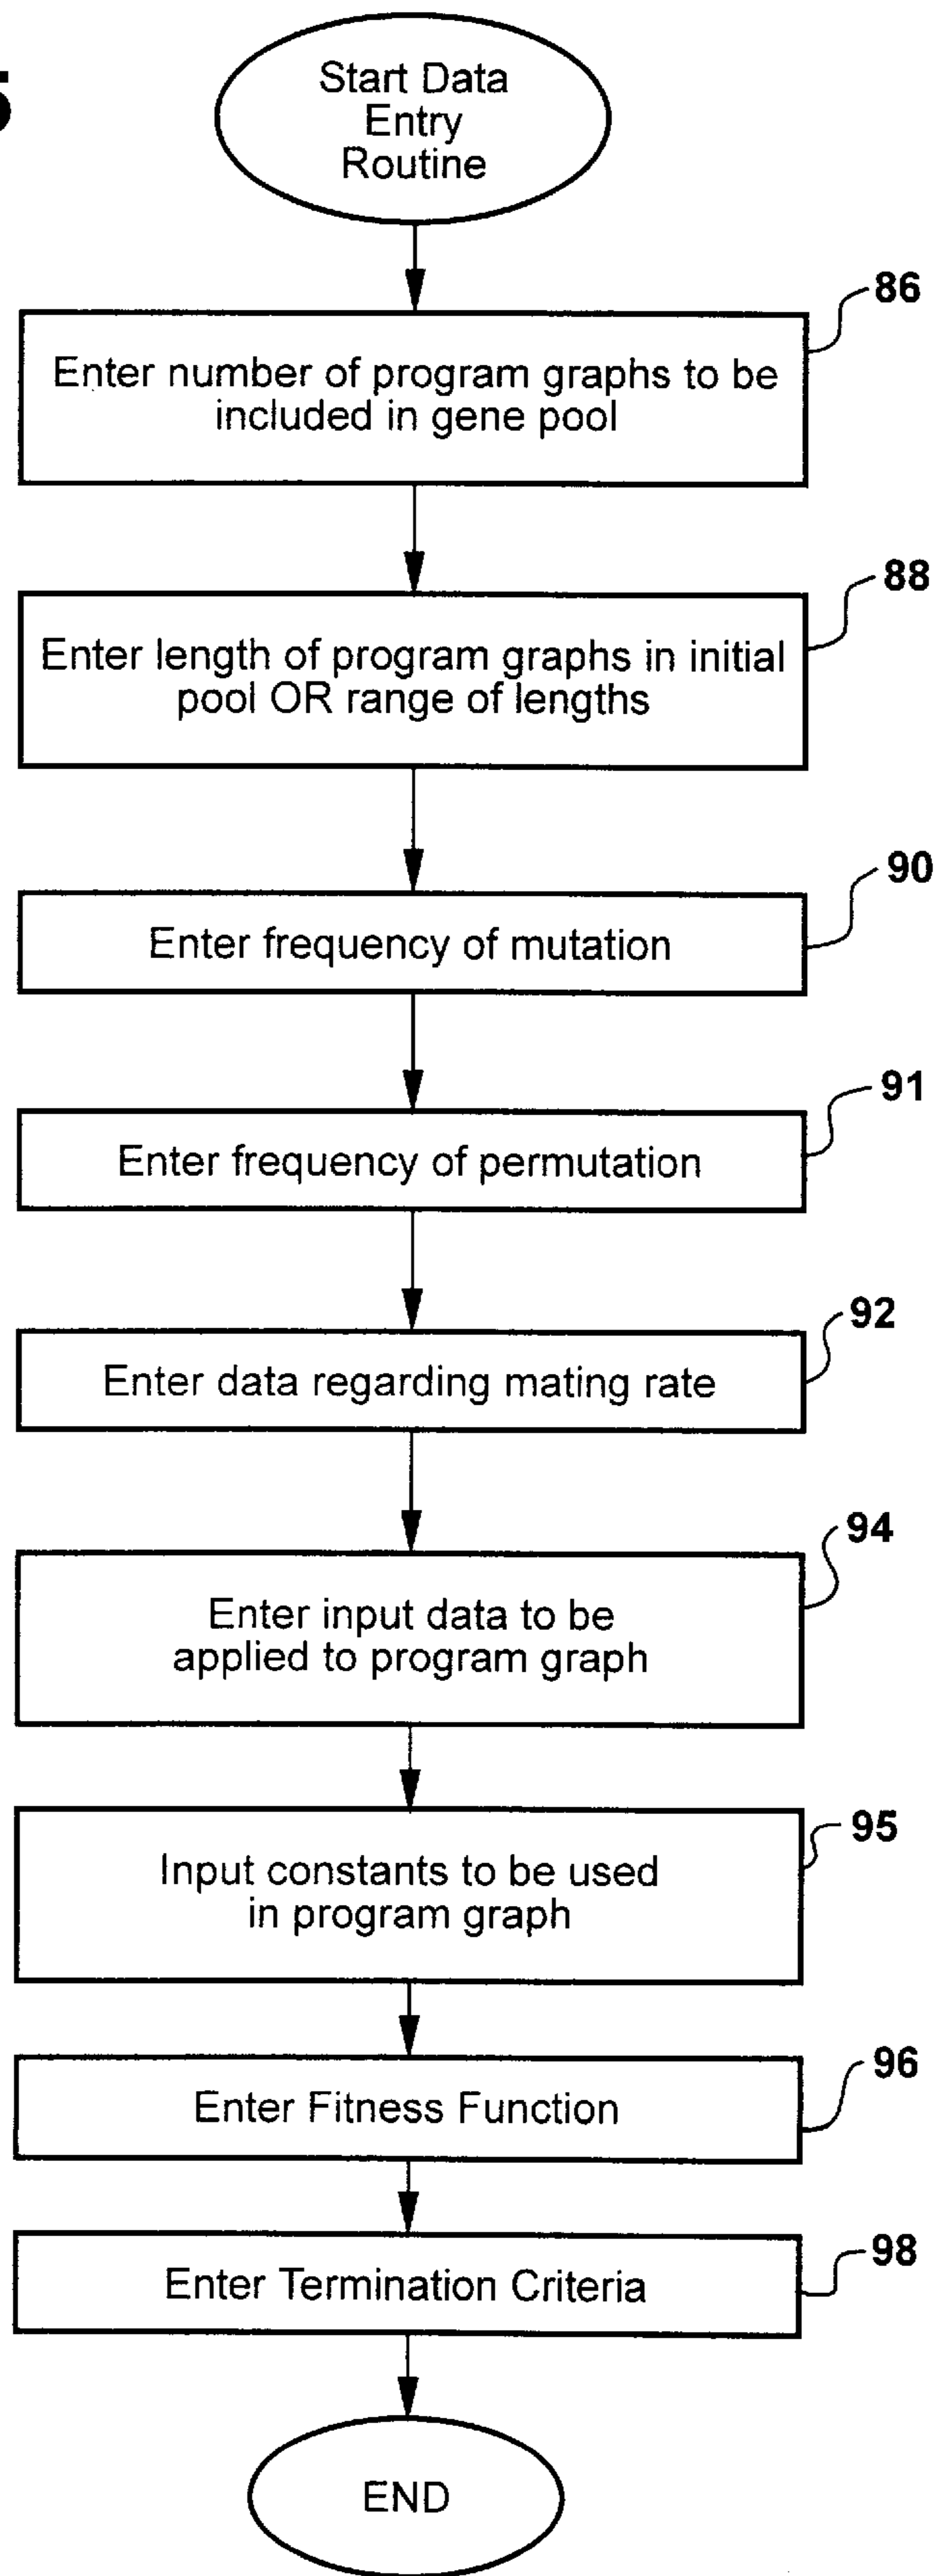 5
Start Data
Entry
Routine
86
Enter number of program graphs to be
included in gene pool
88
Enter length of program graphs in initial
pool OR range of lengths
90
Enter frequency of mutation
91
Enter frequency of permutation
92
Enter data regarding mating rate
94
Enter input data to be
applied to program graph
95
Input constants to be used
in program graph
96
Enter Fitness Function
98
Enter Termination Criteria
END